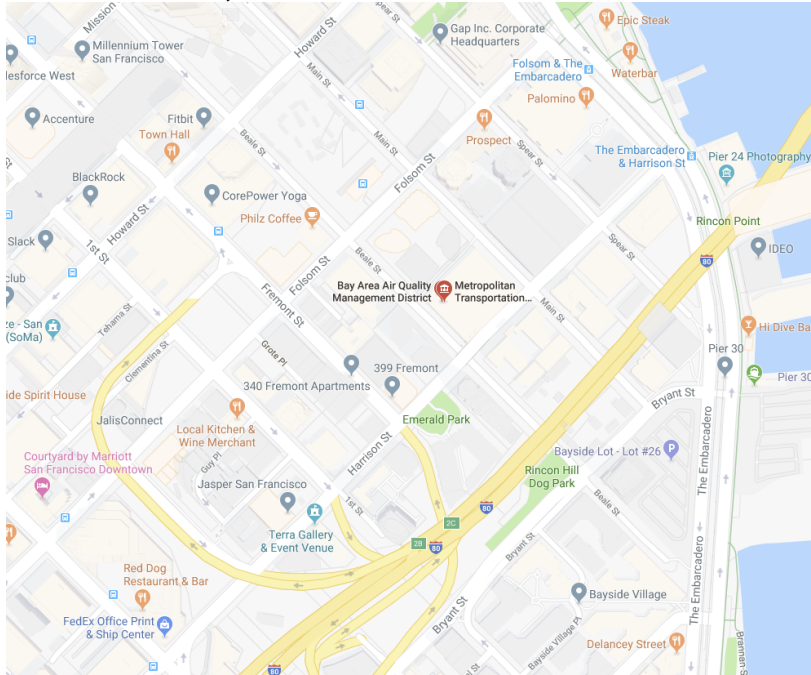 Mission
Howard St
Spear St
Epic Steak
Gap Inc. Corporate
Headquarters
Millennium Tower
San Francisco
Waterbar
Folsom & The
Embarcadero
lesforce West
Main St
Palomino
Accenture
Fitbit
Town Hall
Beale St
Main St
Prospect
Spear St
The Embarcadero
& Harrison St
Pier 24 Photography
BlackRock
CorePower Yoga
Folsom St
Philz Coffee
Howard St
Rincon Point
Slack
1st St
Spear St
IDEO
80
club
Folsom St
Beale St
Bay Area Air Quality
Management District
Metropolitan
Transportation...
Fremont St
Main St
Tehama St
ze - San
(SoMa)
Clementina St
Hi Dive Ba
Grote Pl
Pier 30
399 Fremont
340 Fremont Apartments
Pier 30
ide Spirit House
Bryant St
JalisConnect
Local Kitchen &
Wine Merchant
Emerald Park
Harrison St
Bayside Lot - Lot #26
P
The Embarcadero
Courtyard by Marriott
San Francisco Downtown
Guy Pl
Rincon Hill
Dog Park
Jasper San Francisco
1st St
Beale St
80
2C
Terra Gallery
& Event Venue
2B
80
Bryant St
Red Dog
Restaurant & Bar
Bayside Village
The Embarcadero
FedEx Office Print
& Ship Center
Bryant St
Bayside Village Pl
Delancey Street
Brannan S
80